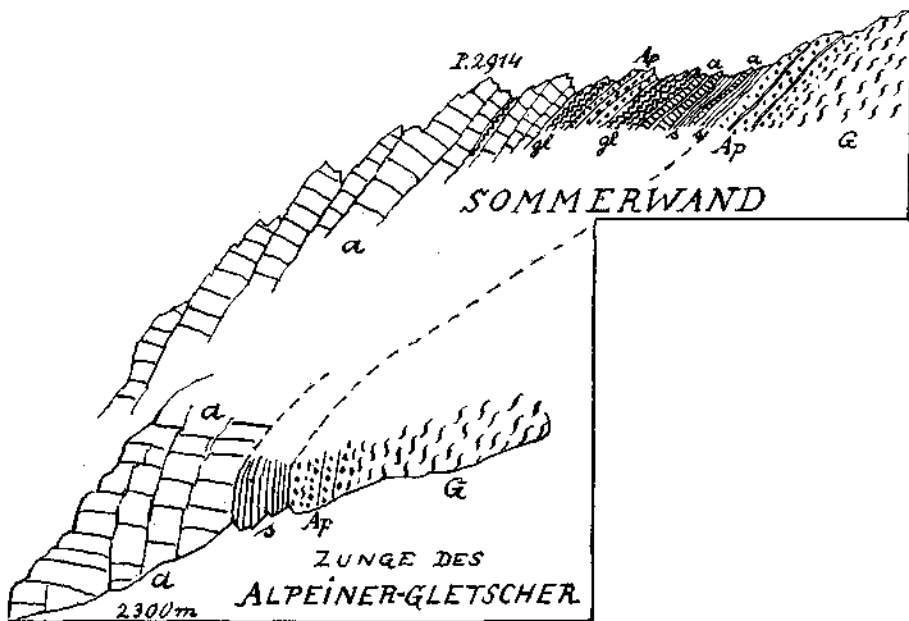 P.2914
Ap
a a
gl gl s Ap G
SOMMERWAND
a
a
G
s Ap
ZUNGE DES
a
ALPEINER-GLETSCHER
2300m